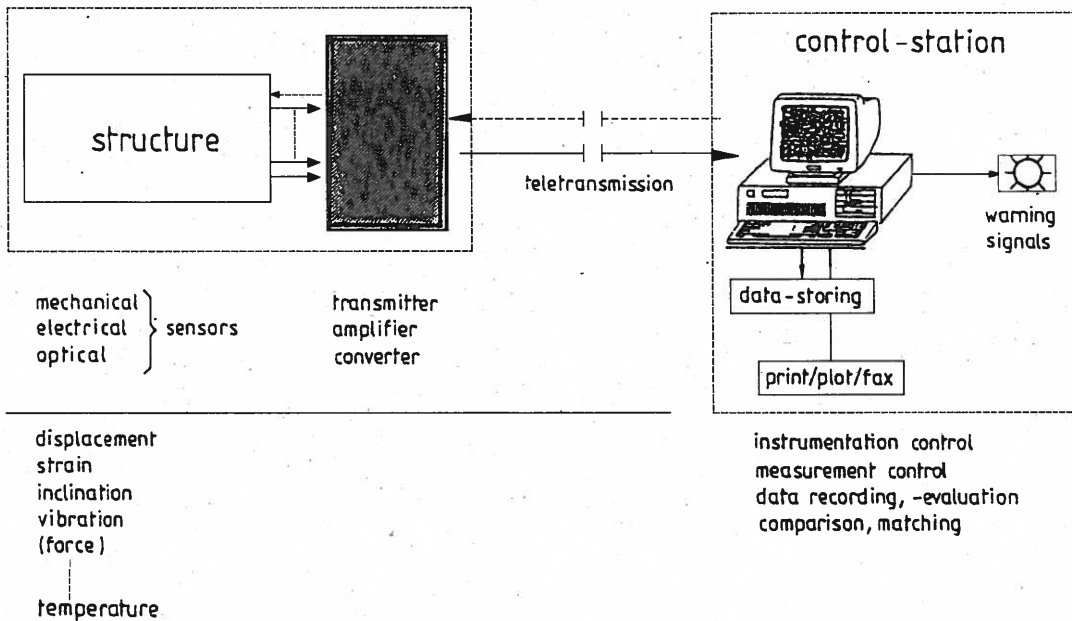 control-station
structure
teletransmission
warning
signals
data-storing
print/plot/fax
mechanical
electrical
optical
sensors
transmitter
amplifier
converter
displacement
strain
inclination
vibration
(force)
temperature
instrumentation control
measurement control
data recording, -evaluation
comparison, matching